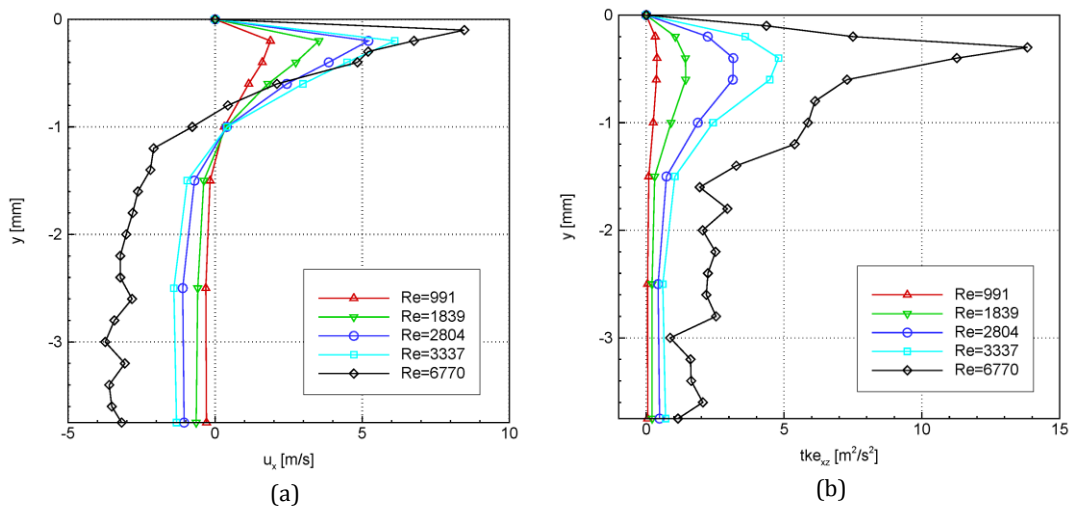 (a)
0
-1
-2
-3
y [mm]
-5
0
5
10
u_x [m/s]
Re=991
Re=1839
Re=2804
Re=3337
Re=6770
(a)
(b)
0
-1
-2
-3
y [mm]
0
5
10
15
tke_xz [m²/s²]
Re=991
Re=1839
Re=2804
Re=3337
Re=6770
(b)